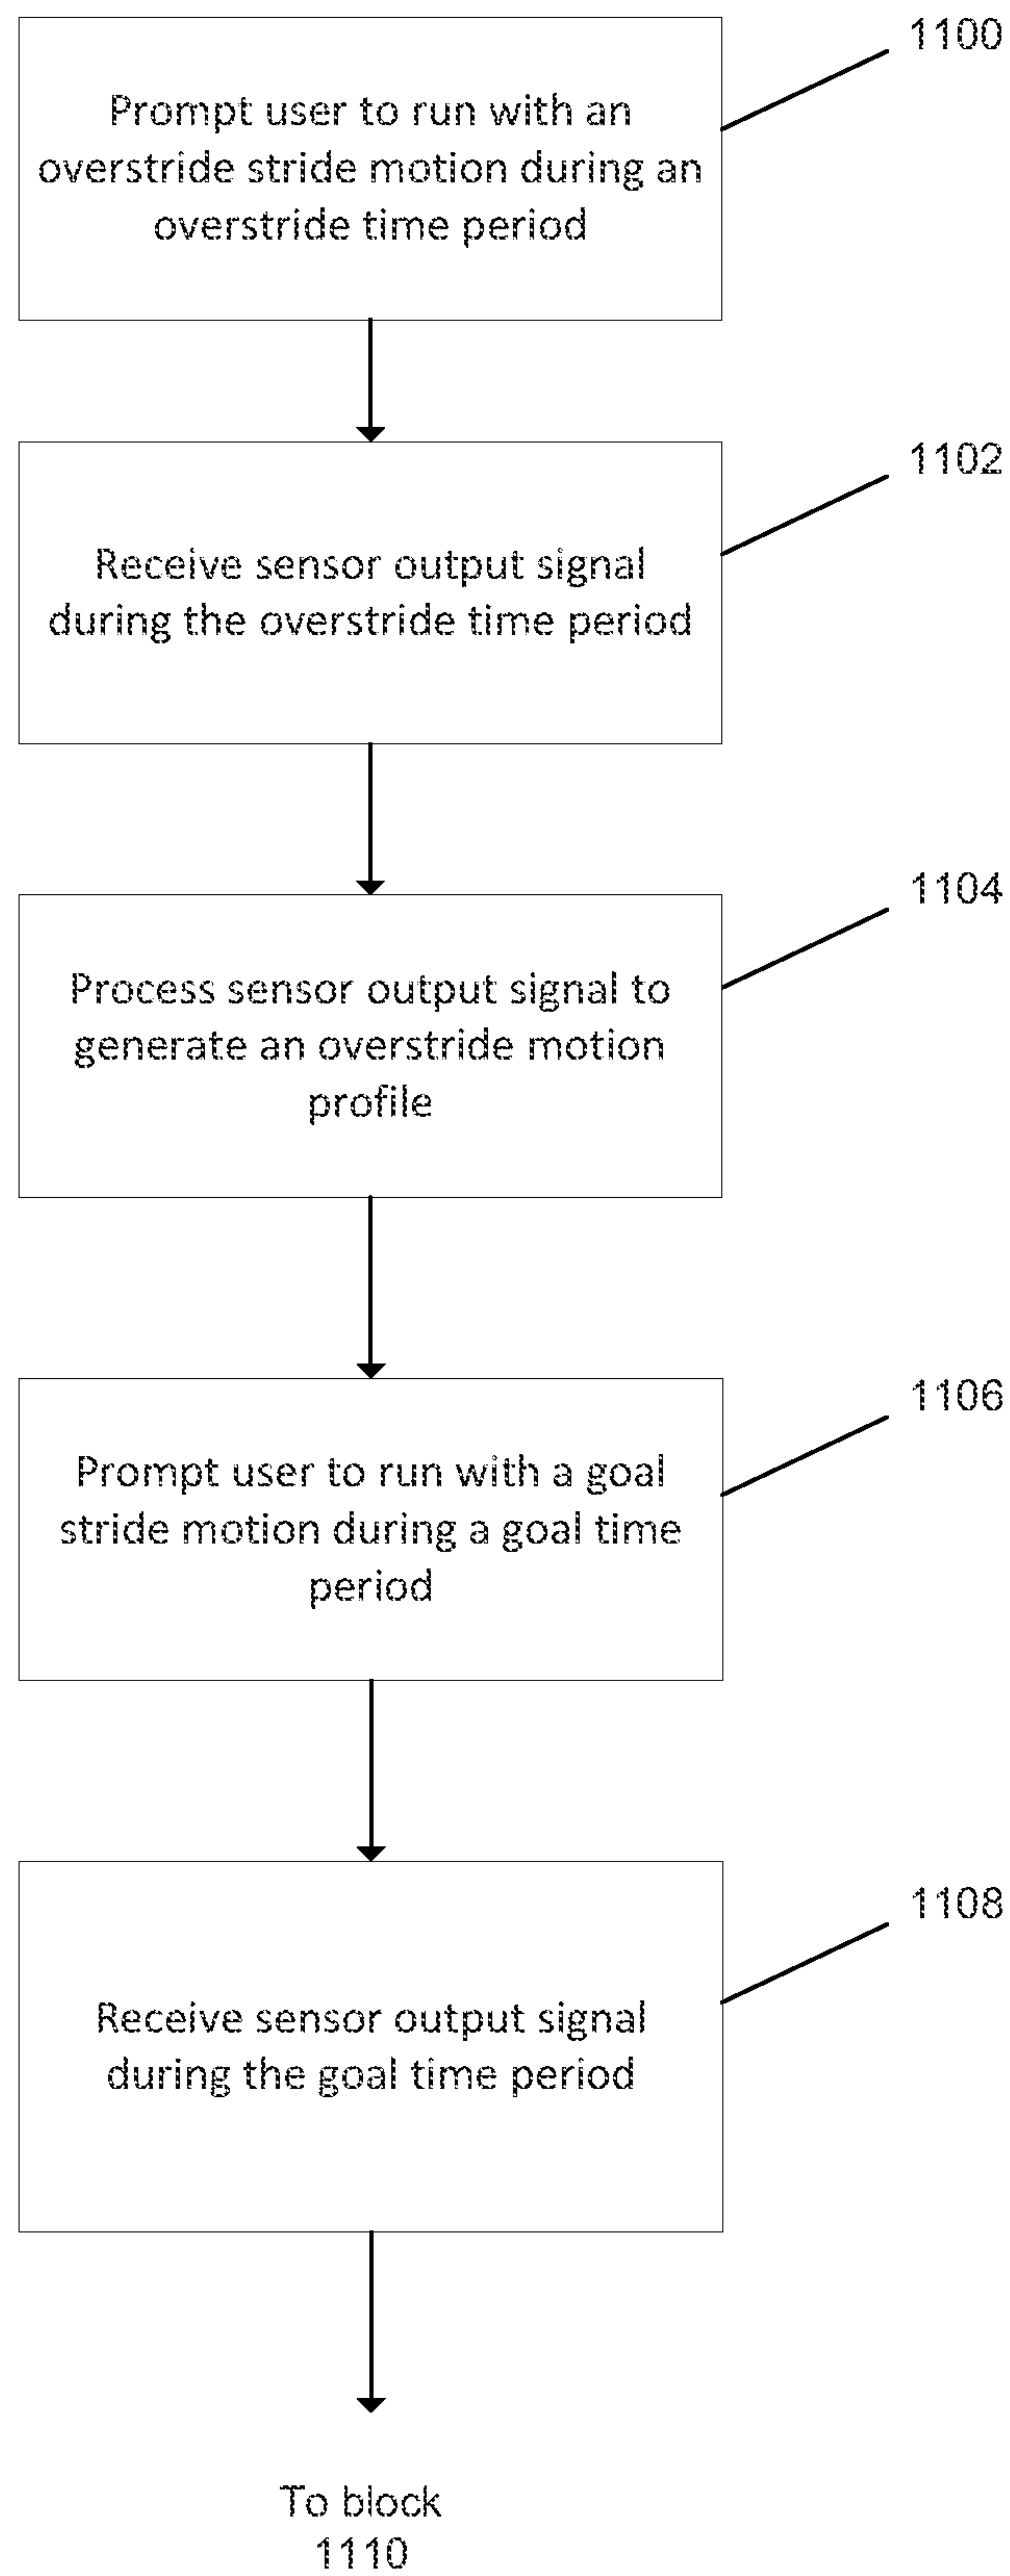 1100
Prompt user to run with an
overstride stride motion during an
overstride time period
1102
Receive sensor output signal
during the overstride time period
1104
Process sensor output signal to
generate an overstride motion
profile
1106
Prompt user to run with a goal
stride motion during a goal time
period
1108
Receive sensor output signal
during the goal time period
To block
1110